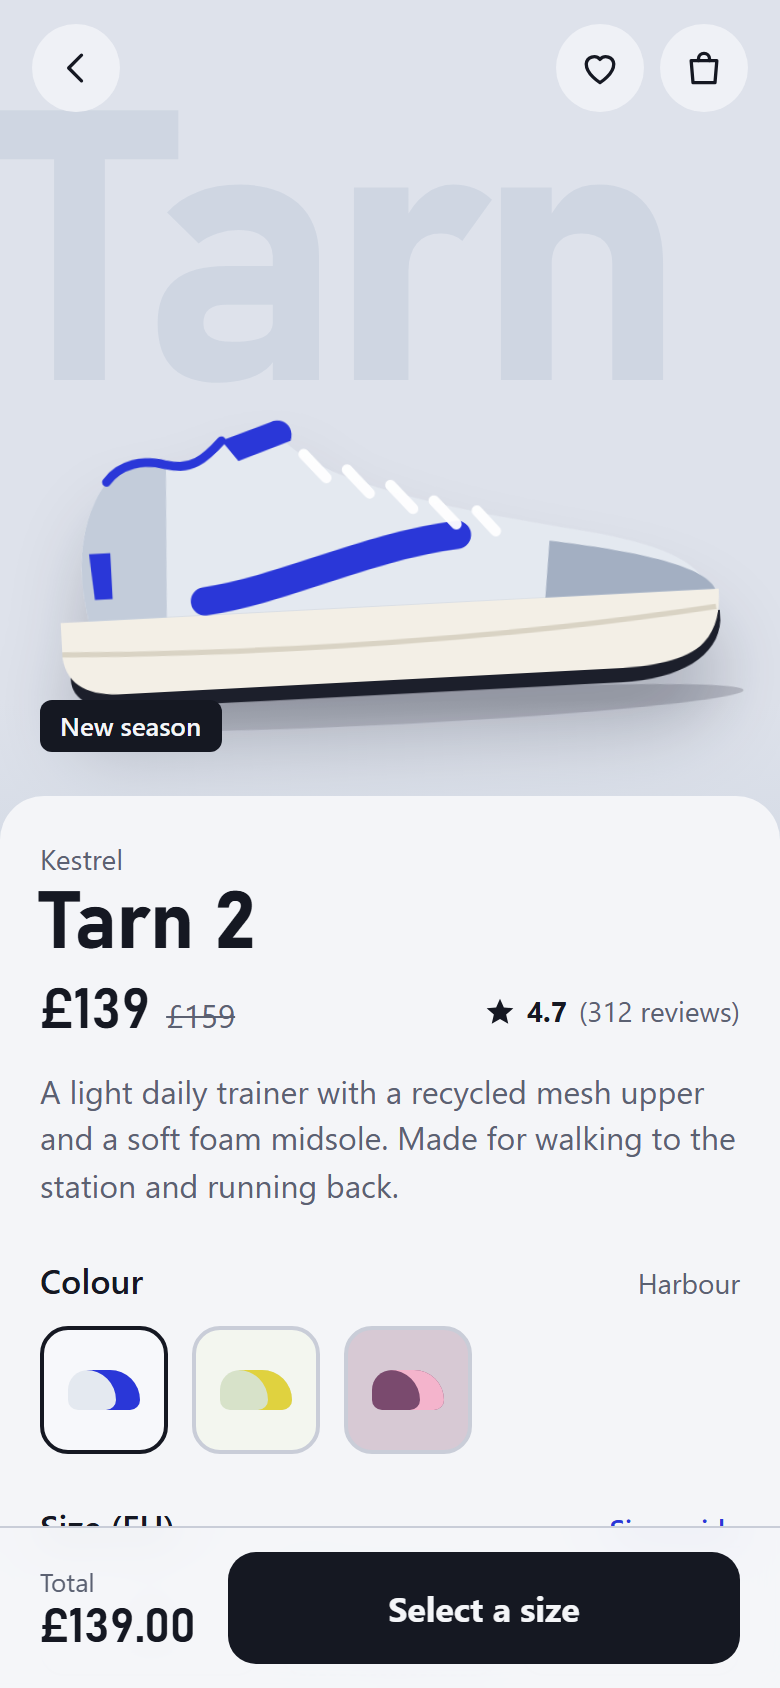 Tarn
New season
Kestrel
Tarn 2
£139 £159
4.7 (312 reviews)
A light daily trainer with a recycled mesh upper
and a soft foam midsole. Made for walking to the
station and running back.
Colour
Harbour
Size (EU)
Total
£139.00
Select a size